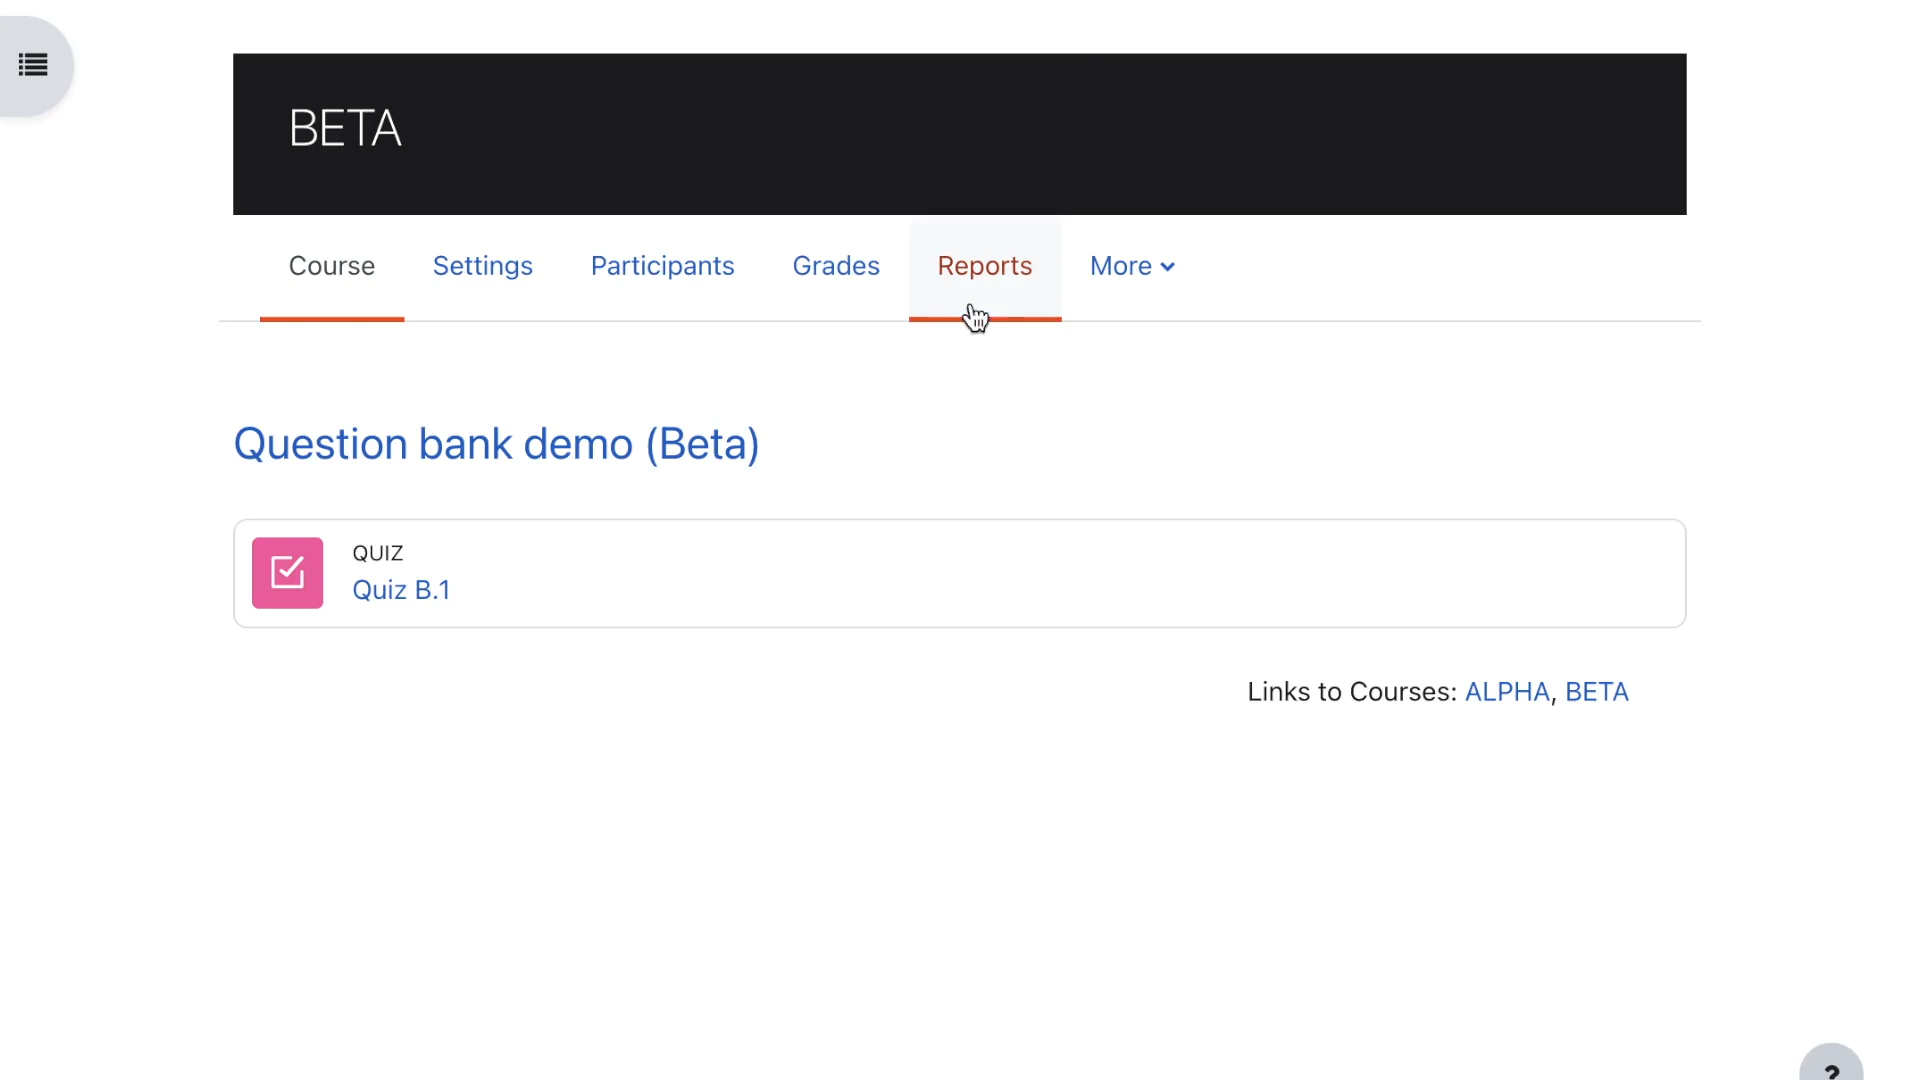 BETA
Course Settings Participants Grades Reports More
Question bank demo (Beta)
QUIZ
Quiz B.1
Links to Courses: ALPHA, BETA
?